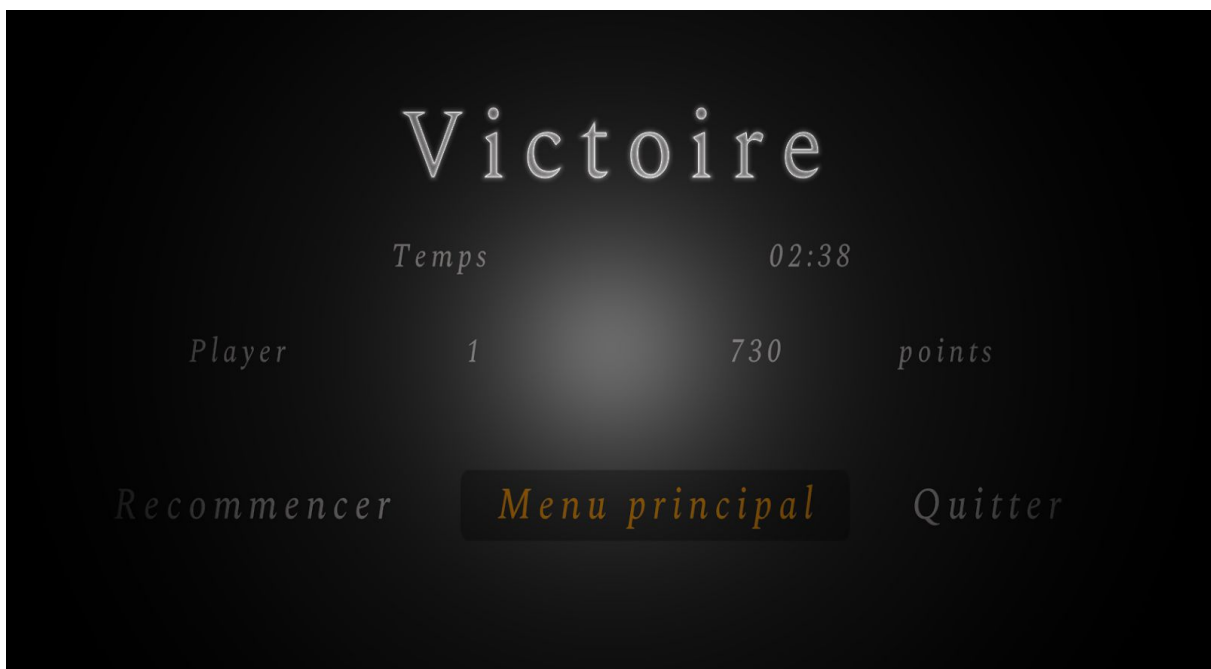 Victoire
Temps 02:38
Player 1 730 points
Recommencer Menu principal Quitter